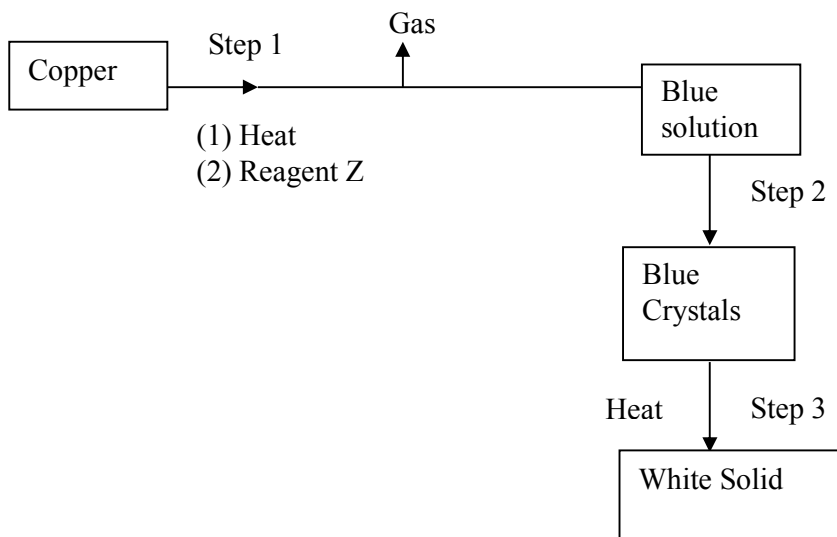 Gas
Step 1
Copper
(1) Heat
(2) Reagent Z
Blue
solution
Step 2
Blue
Crystals
Heat
Step 3
White Solid